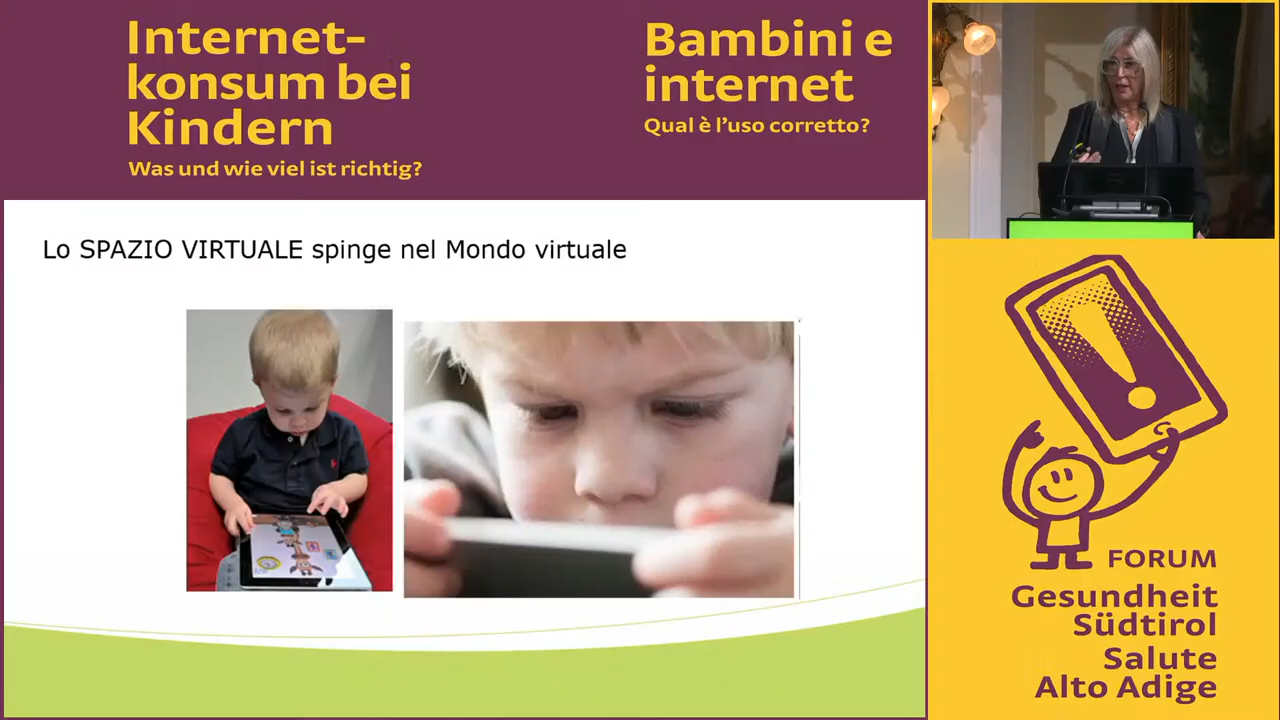 Internet-
konsum bei
Kindern
Was und wie viel ist richtig?
Bambini e
internet
Qual è l’uso corretto?
Lo SPAZIO VIRTUALE spinge nel Mondo virtuale
FORUM
Gesundheit
Südtirol
Salute
Alto Adige